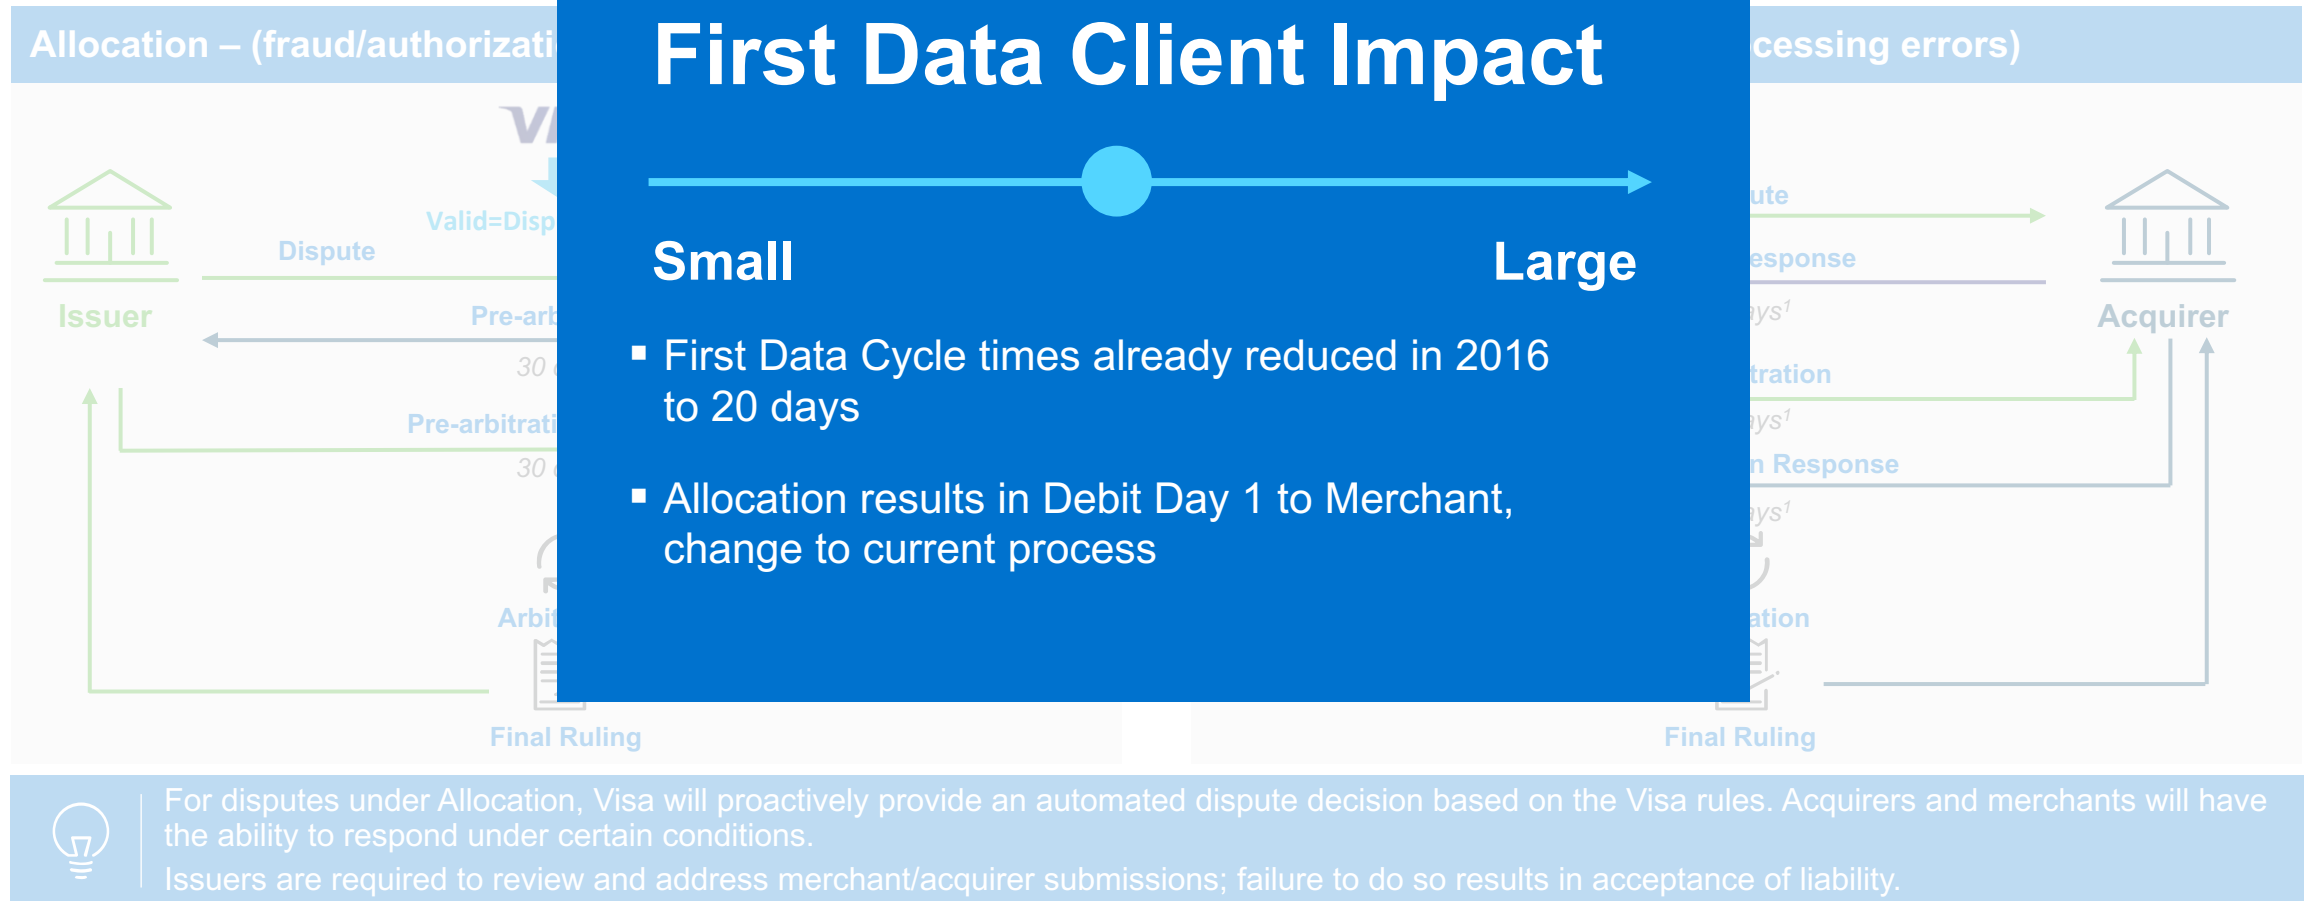 Allocation – (fraud/authorizati
First Data Client Impact
cessing errors)
Valid=Disp
Dispute
Issuer
Pre-arb
30
Pre-arbitrati
30
Arbit
Final Ruling
Small
Large
▪ First Data Cycle times already reduced in 2016
to 20 days
▪ Allocation results in Debit Day 1 to Merchant,
change to current process
ute
esponse
ays¹
Acquirer
tration
ays¹
n Response
ays¹
ation
Final Ruling
For disputes under Allocation, Visa will proactively provide an automated dispute decision based on the Visa rules. Acquirers and merchants will have
the ability to respond under certain conditions.
Issuers are required to review and address merchant/acquirer submissions; failure to do so results in acceptance of liability.